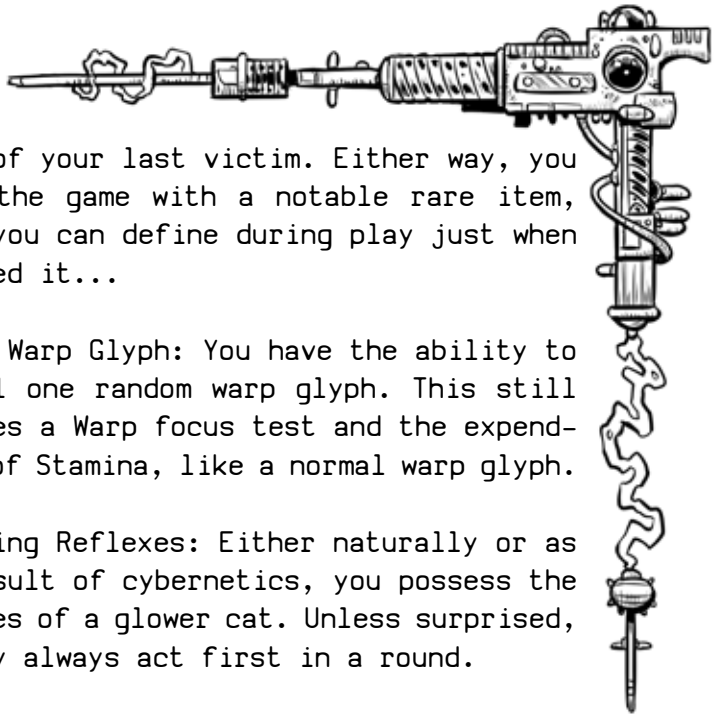 of your last victim. Either way, you
the game with a notable rare item,
you can define during play just when
ed it...
Warp Glyph: You have the ability to
l one random warp glyph. This still
es a Warp focus test and the expend-
of Stamina, like a normal warp glyph.
ing Reflexes: Either naturally or as
sult of cybernetics, you possess the
es of a glower cat. Unless surprised,
y always act first in a round.